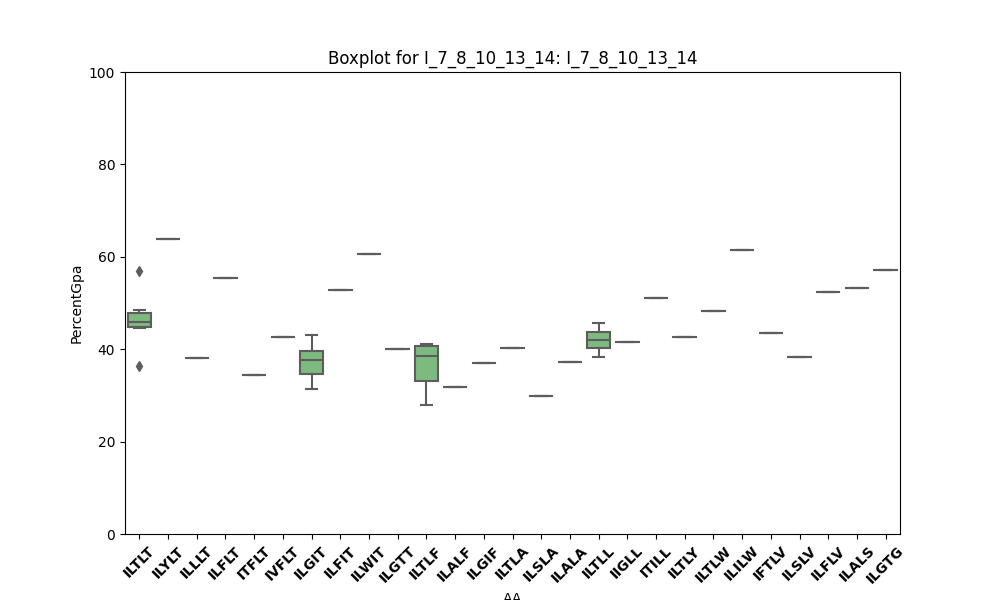 Boxplot for I_7_8_10_13_14: I_7_8_10_13_14
100
80
60
40
20
0
PercentGpa
ILTLT
ILYLT
ILLLT
ILFLT
ITFLT
IVFLT
ILGIT
ILFIT
ILWIT
ILGTT
ILTLF
ILALF
ILGIF
ILTLA
ILSLA
ILALA
ILTLL
IIGLL
ITILL
ILTLY
ILTLW
ILILW
IFTLV
ILSLV
ILFLV
ILALS
ILGTG
AA